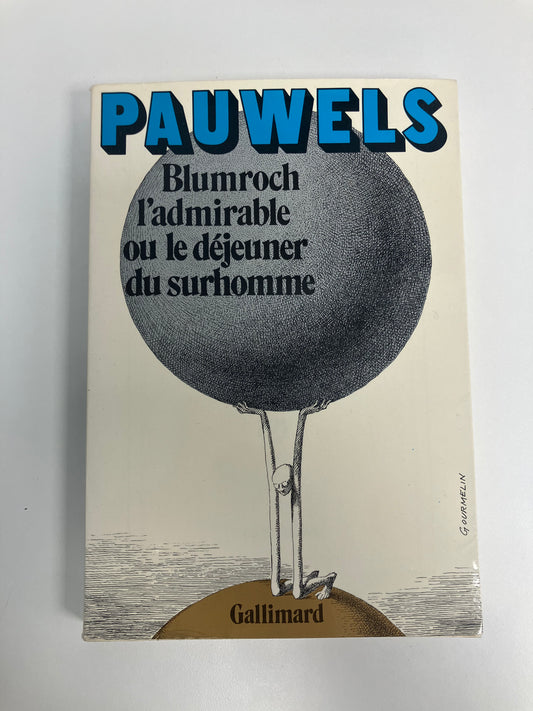 PAUWELS
Blumroch
l'admirable
ou le déjeuner
du surhomme
GOURMELIN
Gallimard